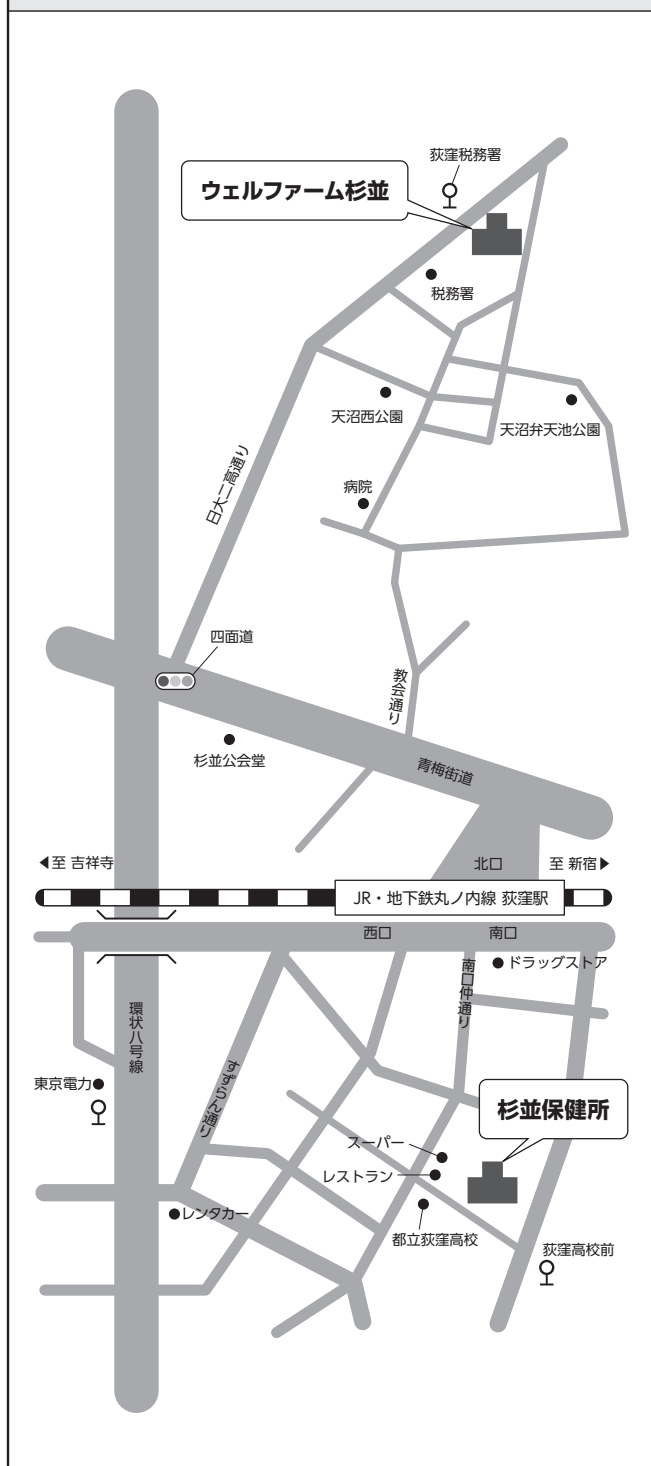 荻窪税務署
ウェルファーム杉並
税務署
天沼西公園
天沼弁天池公園
日大二高通り
病院
四面道
教会通り
杉並公会堂
青梅街道
◀至 吉祥寺
北口
至 新宿▶
JR・地下鉄丸ノ内線 荻窪駅
西口
南口
ドラッグストア
南口仲通り
環状八号線
すずらん通り
東京電力
杉並保健所
スーパー
レストラン
レンタカー
都立荻窪高校
荻窪高校前